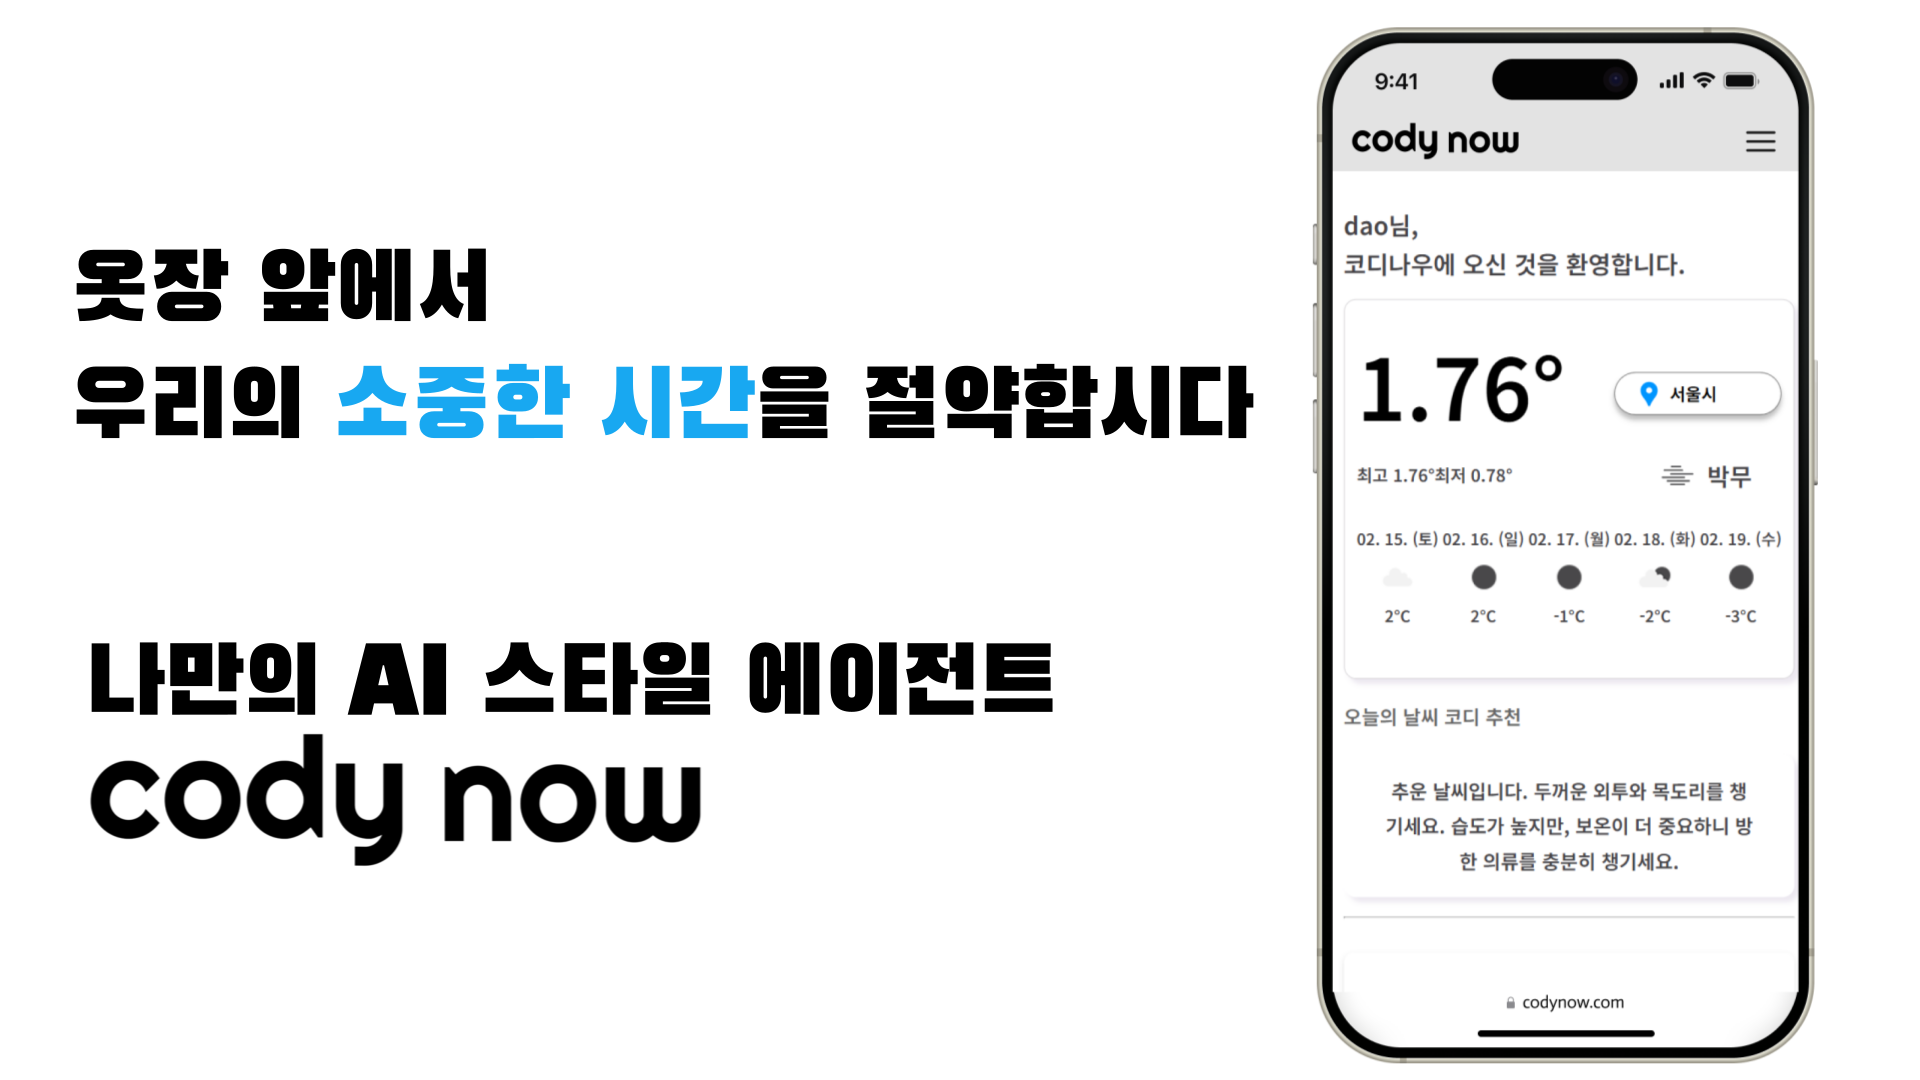 옷장 앞에서
우리의 소중한 시간을 절약합시다
나만의 AI 스타일 에이전트
cody now
9:41
cody now
dao님,
코디나우에 오신 것을 환영합니다.
1.76°
서울시
최고 1.76°최저 0.78°
박무
02. 15. (토) 02. 16. (일) 02. 17. (월) 02. 18. (화) 02. 19. (수)
2°C 2°C -1°C -2°C -3°C
오늘의 날씨 코디 추천
추운 날씨입니다. 두꺼운 외투와 목도리를 챙
기세요. 습도가 높지만, 보온이 더 중요하니 방
한 의류를 충분히 챙기세요.
codynow.com